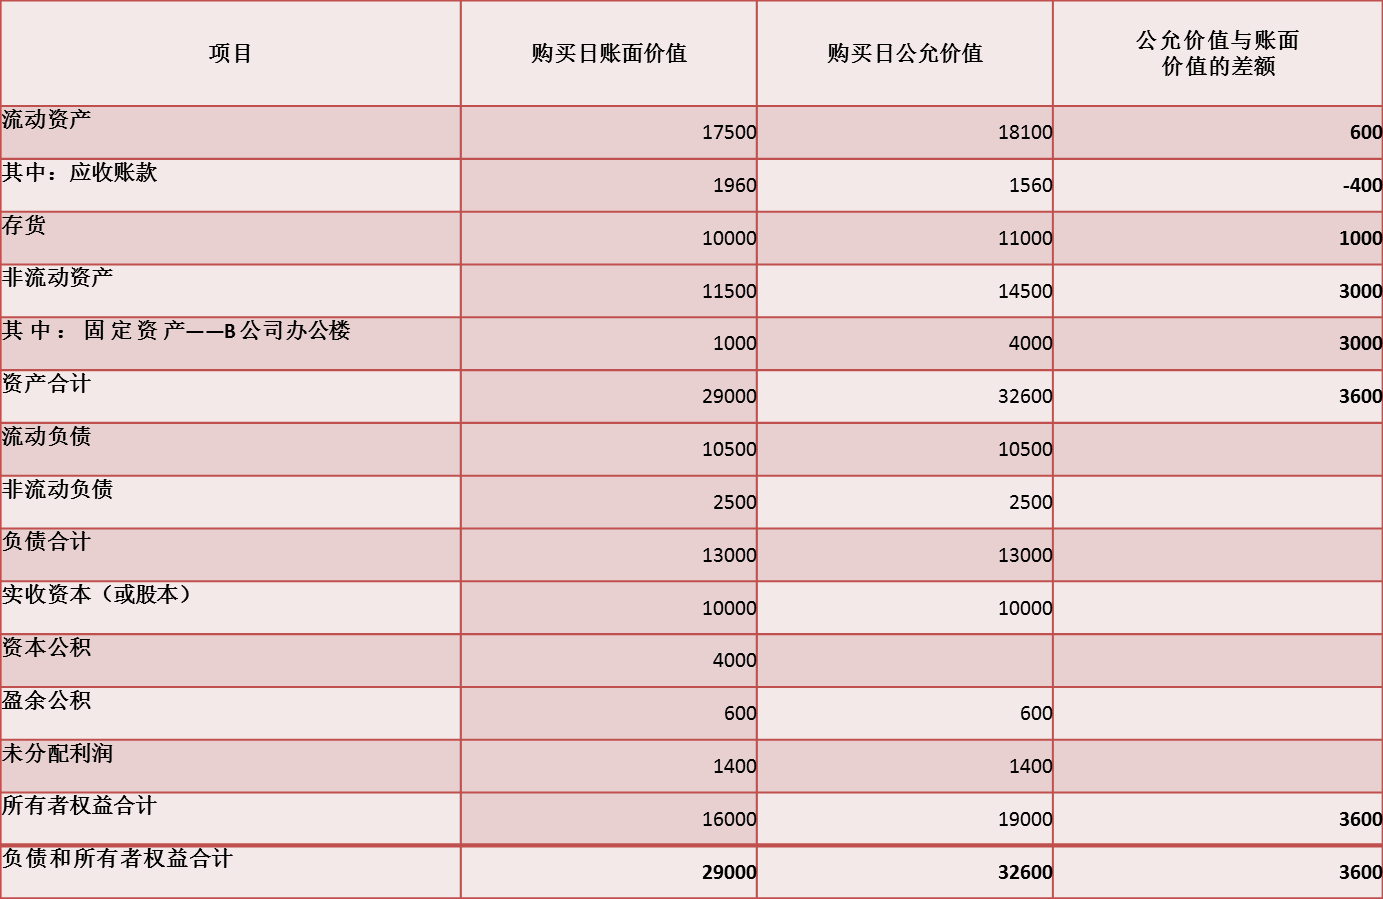 项目 购买日账面价值 购买日公允价值 公允价值与账面
价值的差额
流动资产 17500 18100 600
其中：应收账款 1960 1560 -400
存货 10000 11000 1000
非流动资产 11500 14500 3000
其中：固定资产——B公司办公楼 1000 4000 3000
资产合计 29000 32600 3600
流动负债 10500 10500
非流动负债 2500 2500
负债合计 13000 13000
实收资本（或股本） 10000 10000
资本公积 4000
盈余公积 600 600
未分配利润 1400 1400
所有者权益合计 16000 19000 3600
负债和所有者权益合计 29000 32600 3600